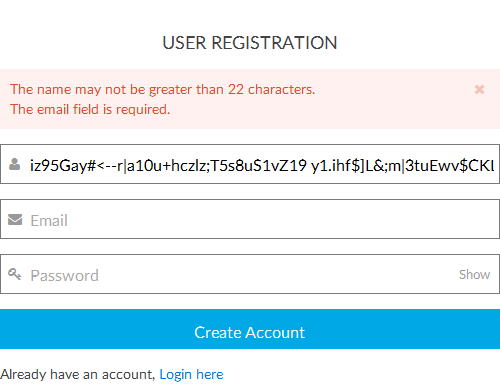 USER REGISTRATION
The name may not be greater than 22 characters.
The email field is required.
iz95Gay#<--r|a10u+hczlz;T5s8uS1vZ19 y1.ihf$]L&;m|3tuEwv$CKL
Email
Password Show
Create Account
Already have an account, Login here